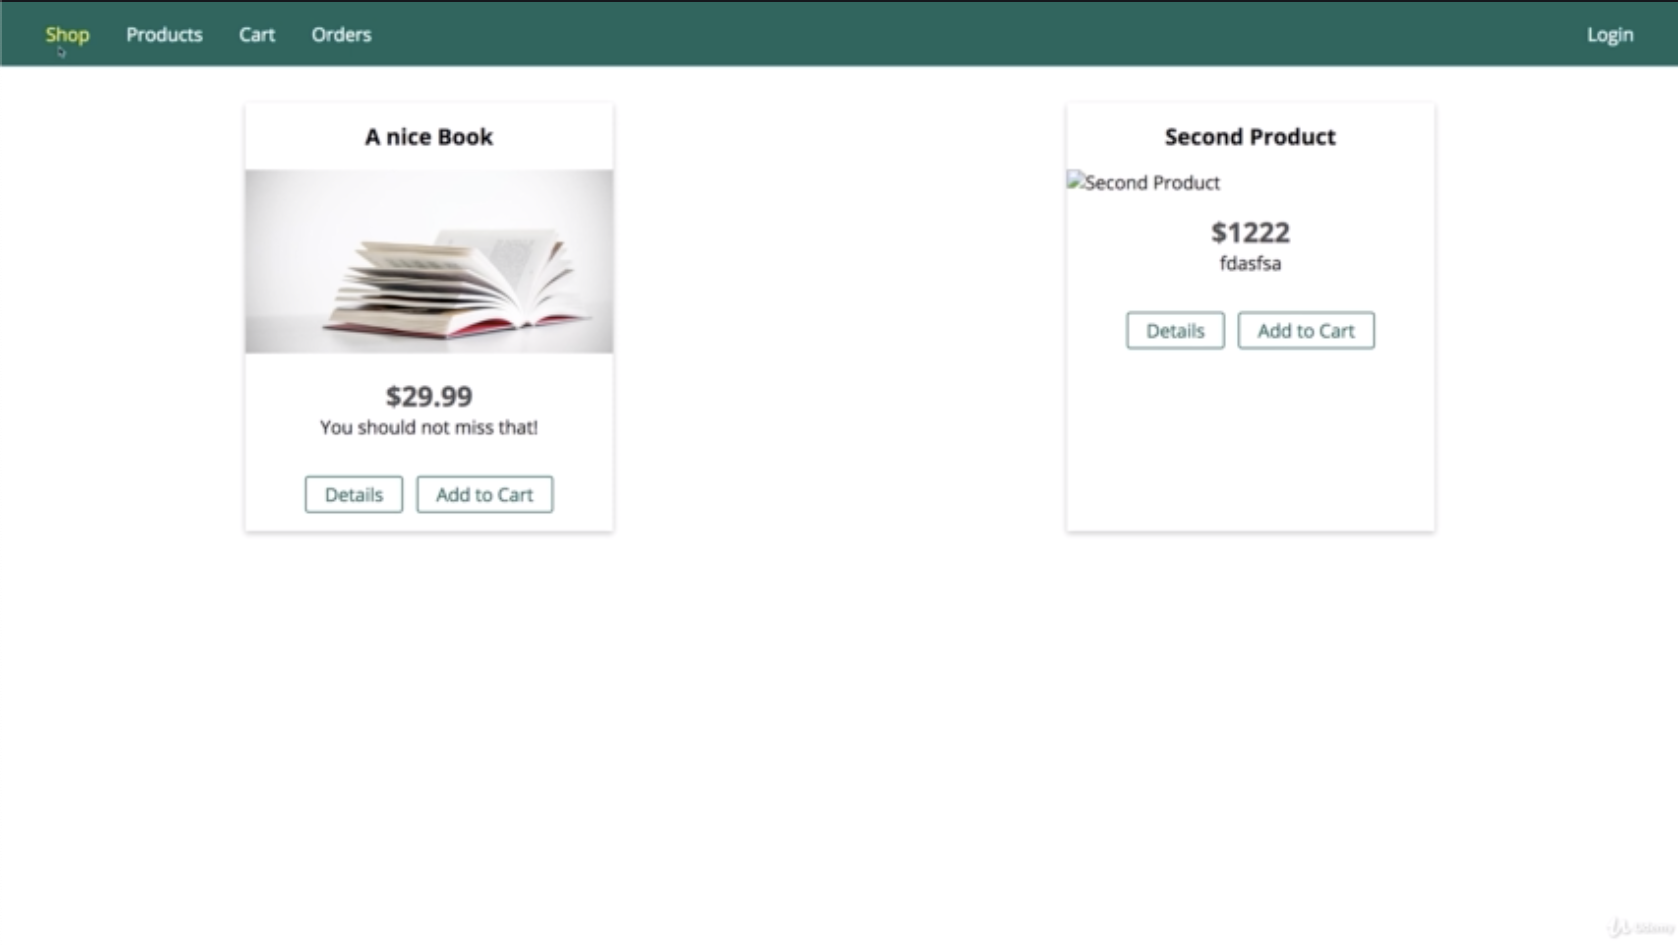 Shop Products Cart Orders Login
A nice Book
$29.99
You should not miss that!
Details Add to Cart
Second Product
Second Product
$1222
fdasfsa
Details Add to Cart
Udemy